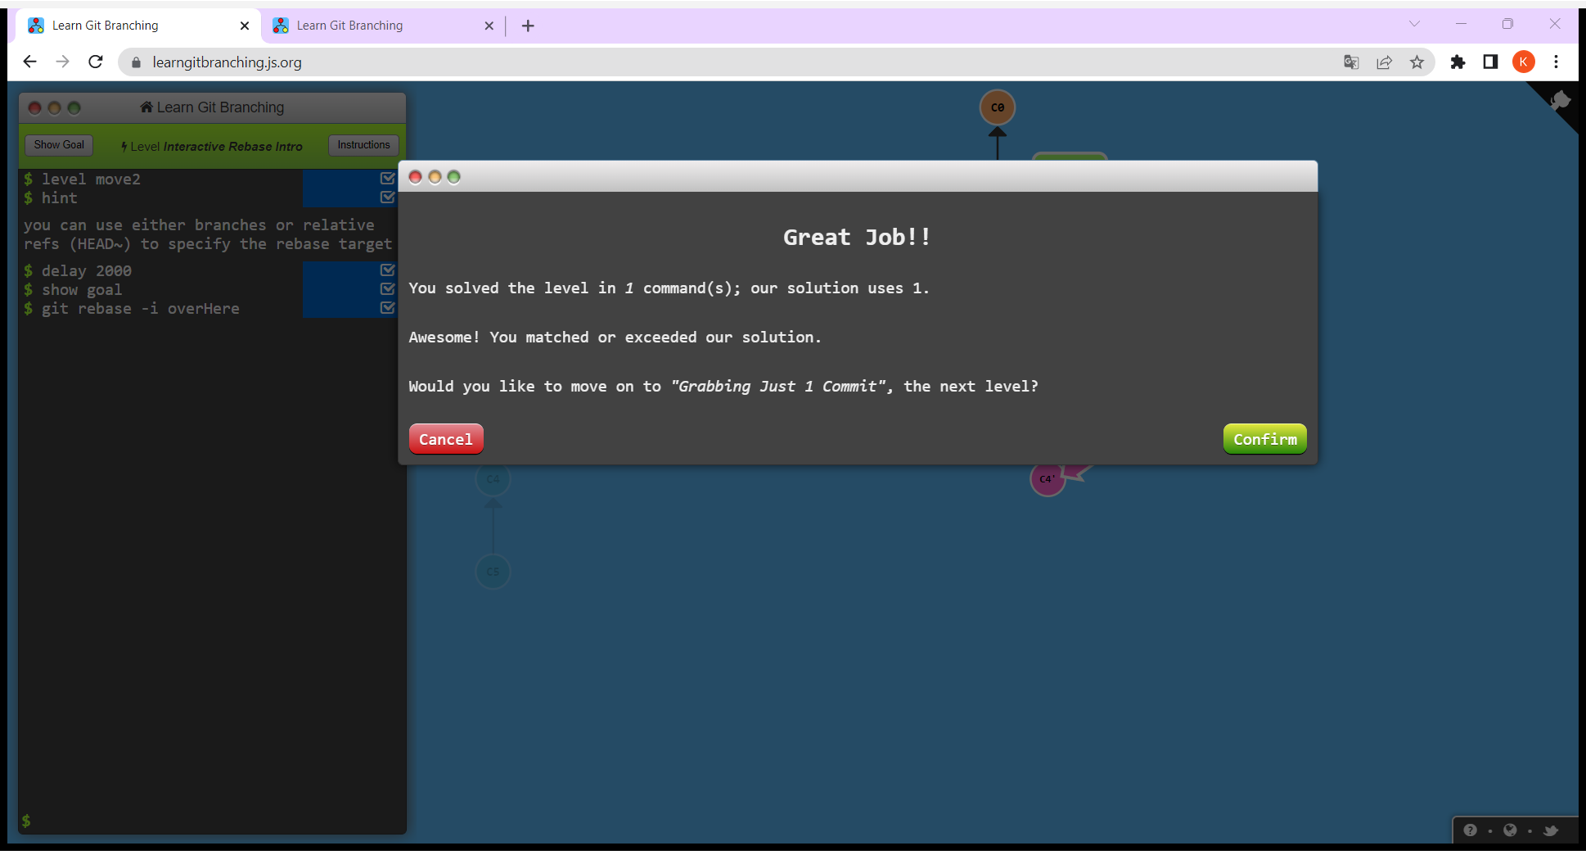 Learn Git Branching
Learn Git Branching
learngitbranching.js.org
K
Learn Git Branching
Show Goal
Level Interactive Rebase Intro
Instructions
$ level move2
$ hint
you can use either branches or relative
refs (HEAD~) to specify the rebase target
$ delay 2000
$ show goal
$ git rebase -i overHere
$
C0
Great Job!!
You solved the level in 1 command(s); our solution uses 1.
Awesome! You matched or exceeded our solution.
Would you like to move on to "Grabbing Just 1 Commit", the next level?
Cancel
Confirm
C4
C4'
C5